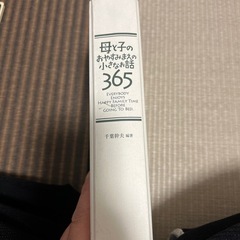 母と子の
おやすみまえの
小さなお話
365
EVERYBODY
ENJOYS
HAPPY FAMILY TIME
BEFORE
GOING TO BED
千葉幹夫 編著